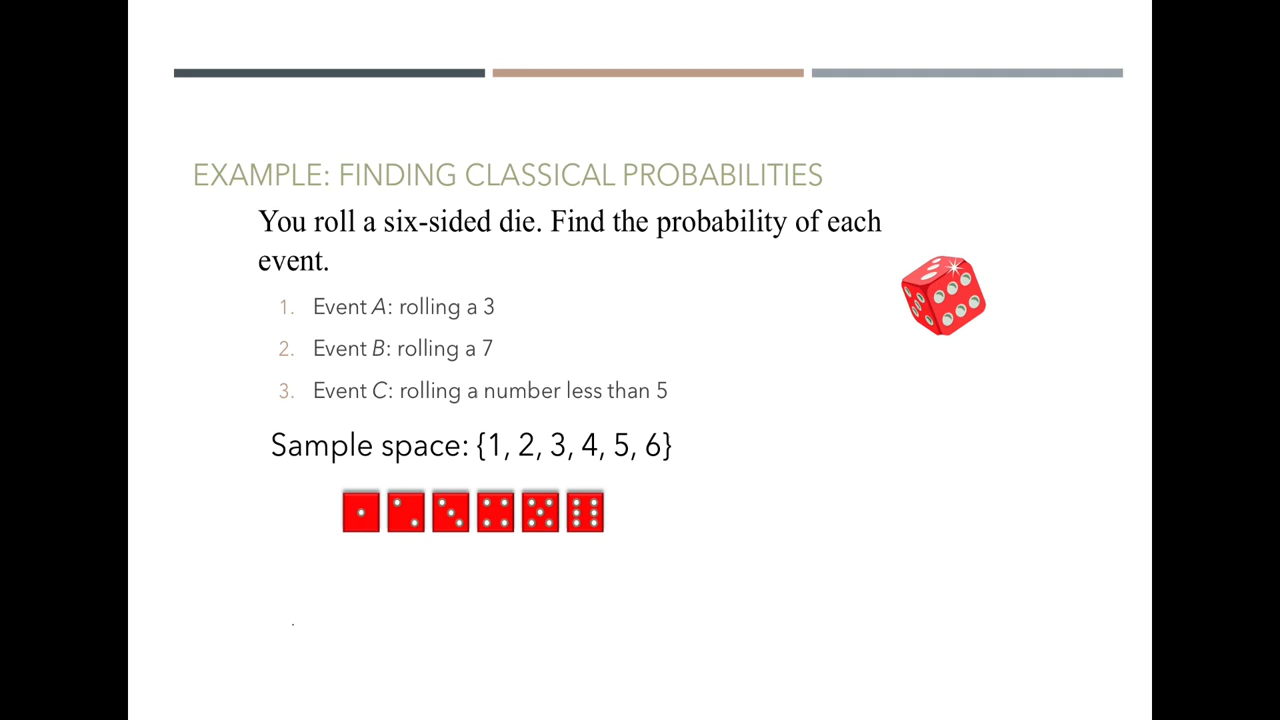 EXAMPLE: FINDING CLASSICAL PROBABILITIES
You roll a six-sided die. Find the probability of each
event.
1. Event A: rolling a 3
2. Event B: rolling a 7
3. Event C: rolling a number less than 5
Sample space: {1, 2, 3, 4, 5, 6}
.